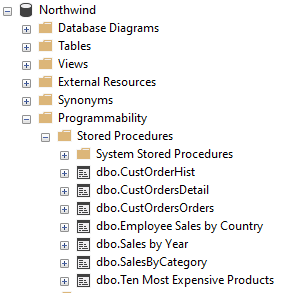 Northwind
Database Diagrams
Tables
Views
External Resources
Synonyms
Programmability
Stored Procedures
System Stored Procedures
dbo.CustOrderHist
dbo.CustOrdersDetail
dbo.CustOrdersOrders
dbo.Employee Sales by Country
dbo.Sales by Year
dbo.SalesByCategory
dbo.Ten Most Expensive Products